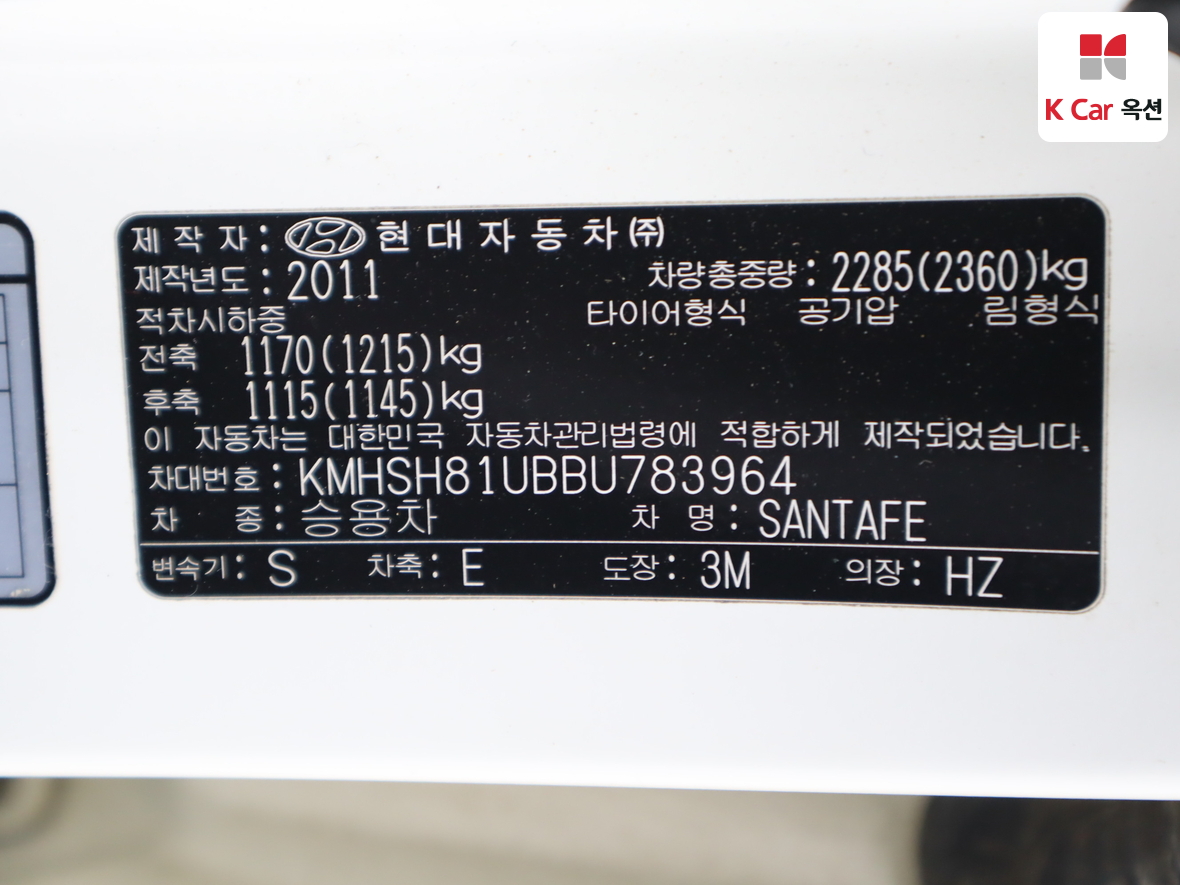 K Car 옥션
제 작 자 : 현 대 자 동 차 ㈜
제작년도 : 2011 차량총중량 : 2285(2360)kg
적차시하중 타이어형식 공기압 림형식
전축 1170(1215)kg
후축 1115(1145)kg
이 자동차는 대한민국 자동차관리법령에 적합하게 제작되었습니다.
차대번호 : KMHSH81UBBU783964
차 종 : 승용차 차 명 : SANTAFE
변속기 : S 차축 : E 도장 : 3M 의장 : HZ